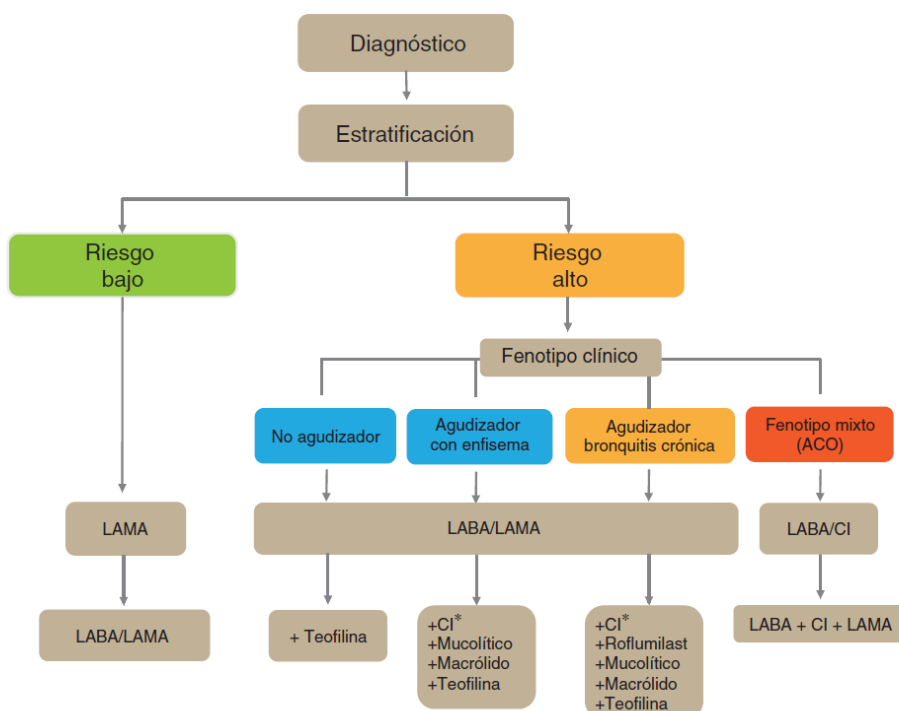 Diagnóstico
Estratificación
Riesgo
bajo
Riesgo
alto
Fenotipo clínico
No agudizador
Agudizador
con enfisema
Agudizador
bronquitis crónica
Fenotipo mixto
(ACO)
LAMA
LABA/LAMA
LABA/CI
LABA/LAMA
+ Teofilina
+CI*
+Mucolítico
+Macrólido
+Teofilina
+CI*
+Roflumilast
+Mucolítico
+Macrólido
+Teofilina
LABA + CI + LAMA